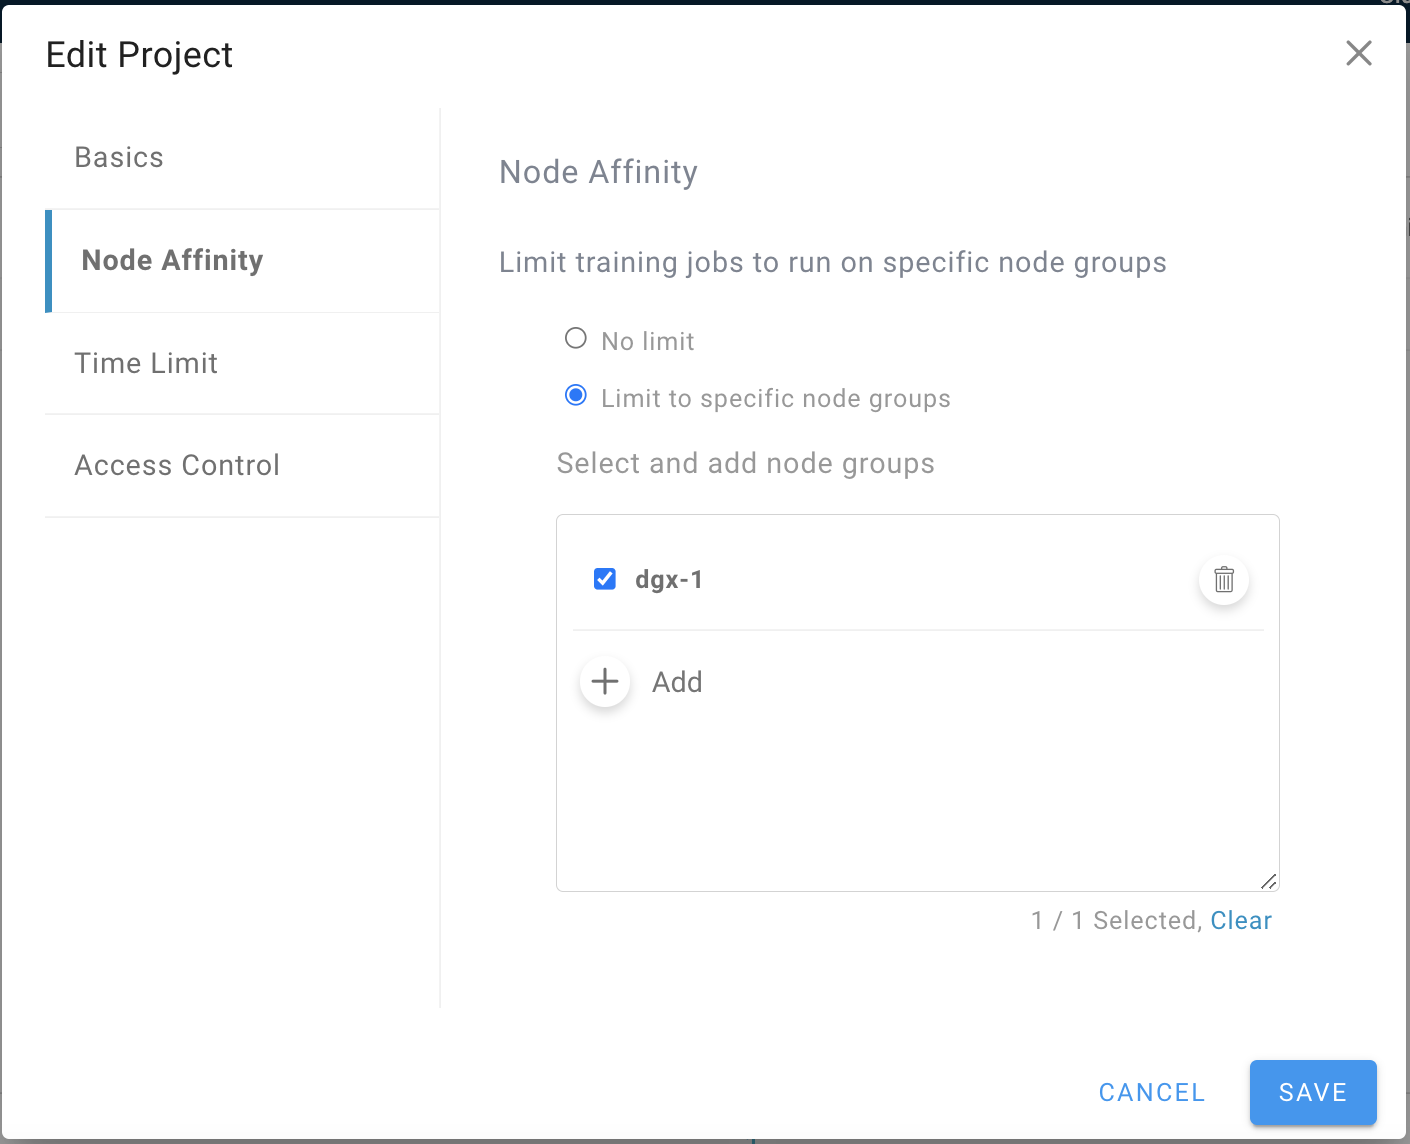 Edit Project
Basics
Node Affinity
Time Limit
Access Control
Node Affinity
Limit training jobs to run on specific node groups
No limit
Limit to specific node groups
Select and add node groups
dgx-1
Add
1 / 1 Selected, Clear
CANCEL
SAVE